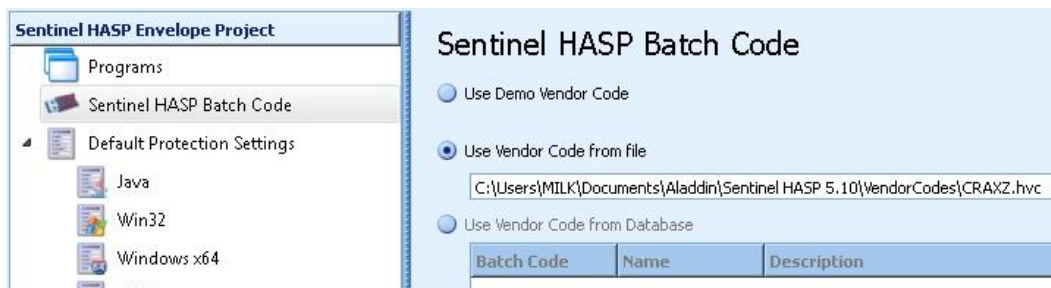 Sentinel HASP Envelope Project
Programs
Sentinel HASP Batch Code
Default Protection Settings
Java
Win32
Windows x64
Sentinel HASP Batch Code
Use Demo Vendor Code
Use Vendor Code from file
C:\Users\MILK\Documents\Aladdin\Sentinel HASP 5.10\VendorCodes\CRAXZ.hvc
Use Vendor Code from Database
Batch Code Name Description